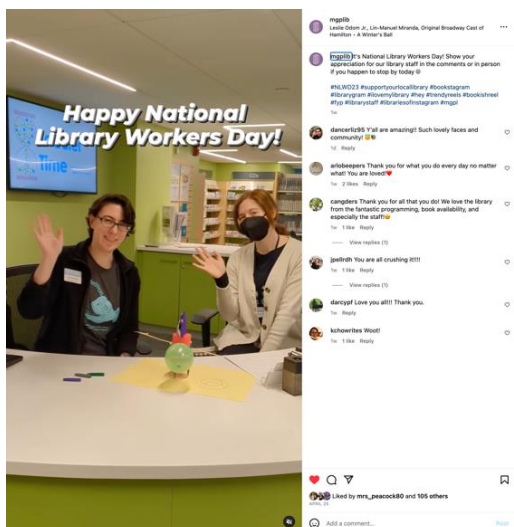 Happy National
Library Workers Day!
Time
mgplib
Leslie Odom Jr., Lin-Manuel Miranda, Original Broadway Cast of
Hamilton • A Winter's Ball
mgplib It's National Library Workers Day! Show your
appreciation for our library staff in the comments or in person
if you happen to stop by today
#NLWD23 #supportyourlocallibrary #bookstagram
#librarygram #ilovemylibrary #hey #trendyreels #bookishreel
#fyp #librarystaff #librariesofinstagram #mgpl
1w
dancerliz95 Y'all are amazing!! Such lovely faces and
community!
1d Reply
arlobeepers Thank you for what you do every day no matter
what! You are loved!❤️
1w 2 likes Reply
cangders Thank you for all that you do! We love the library
from the fantastic programming, book availability, and
especially the staff!
1w 1 like Reply
View replies (1)
jpellrdh You are all crushing it!!!!
1w 1 like Reply
View replies (1)
darcypf Love you all!! Thank you.
1w Reply
kchowrites Woot!
1w 1 like Reply
Liked by mrs_peacock80 and 105 others
APRIL 25
Add a comment...
Post